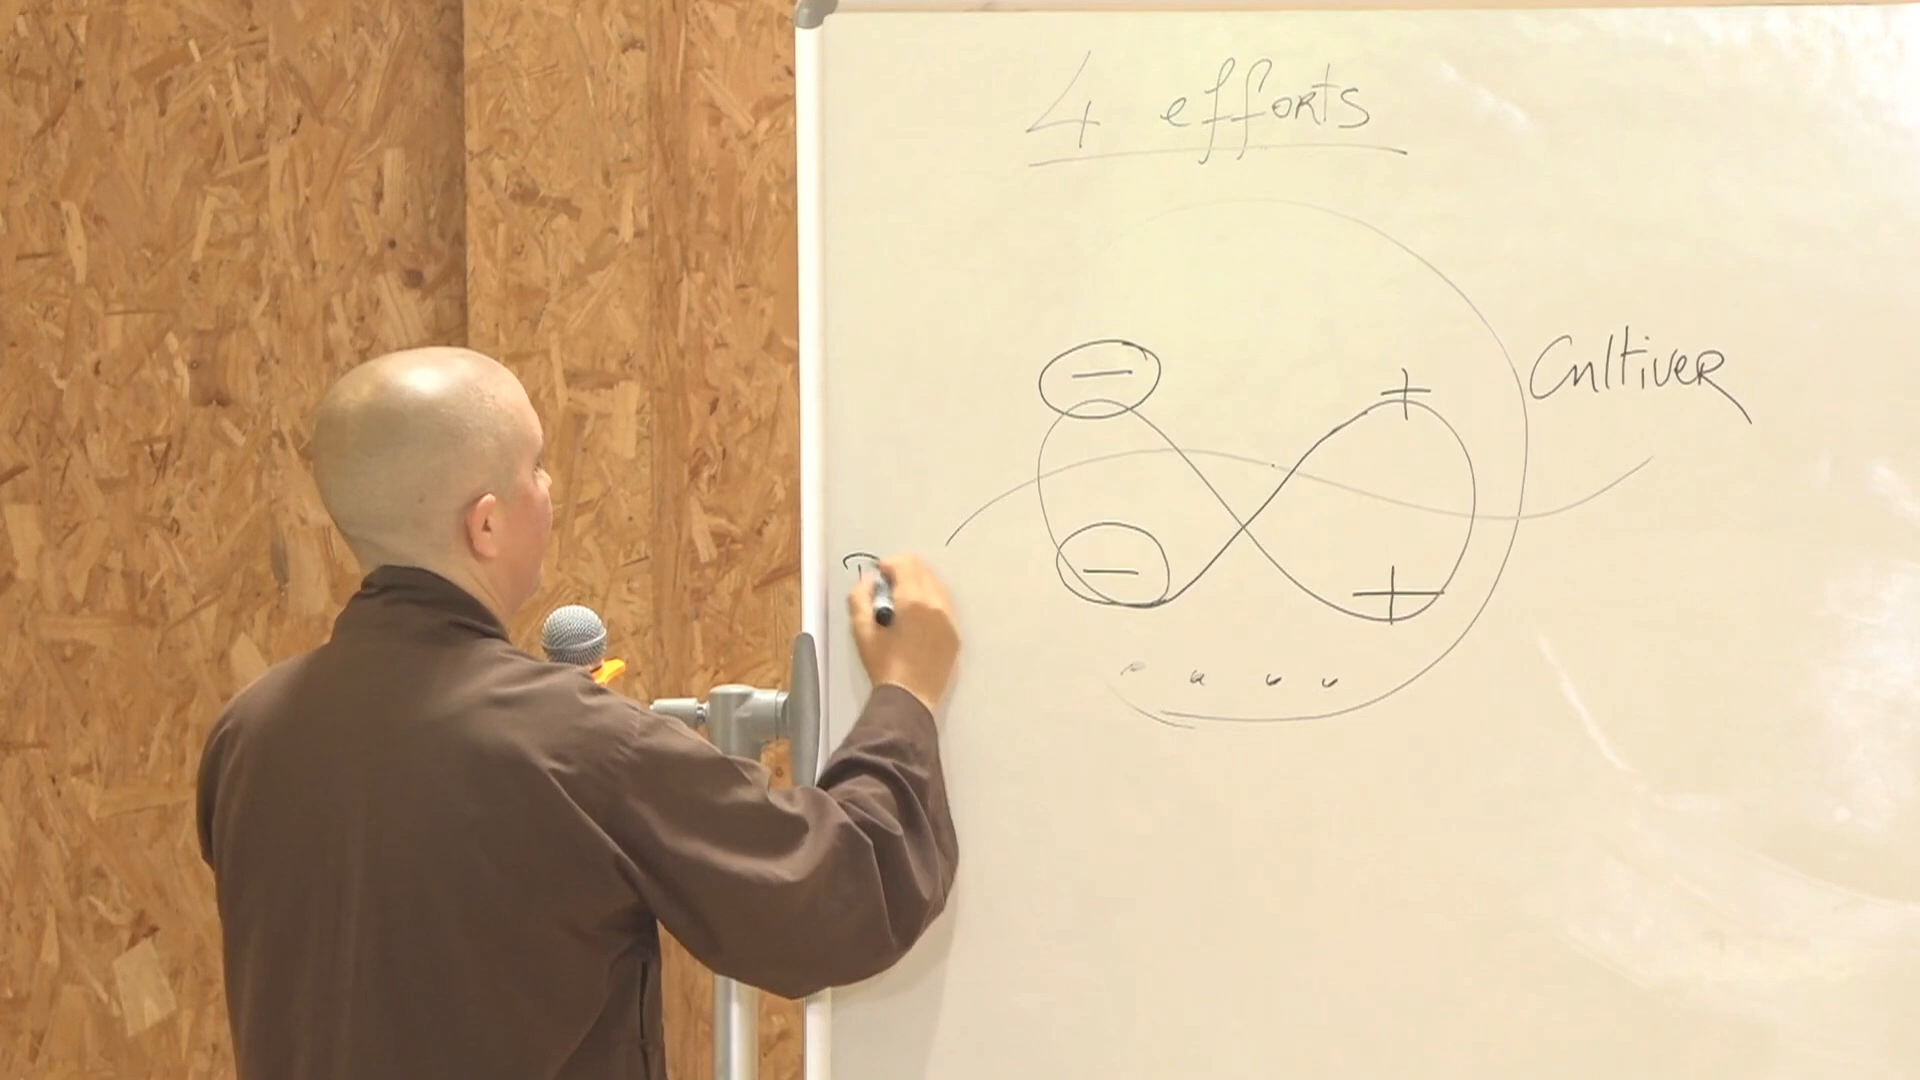 4 efforts
− +
Cultiver
− +